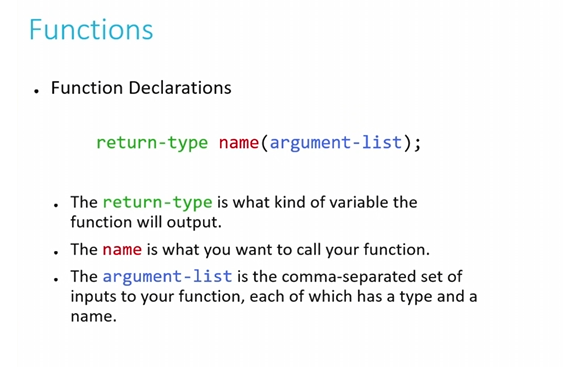 Functions
• Function Declarations
return-type name(argument-list);
• The return-type is what kind of variable the
function will output.
• The name is what you want to call your function.
• The argument-list is the comma-separated set of
inputs to your function, each of which has a type and a
name.